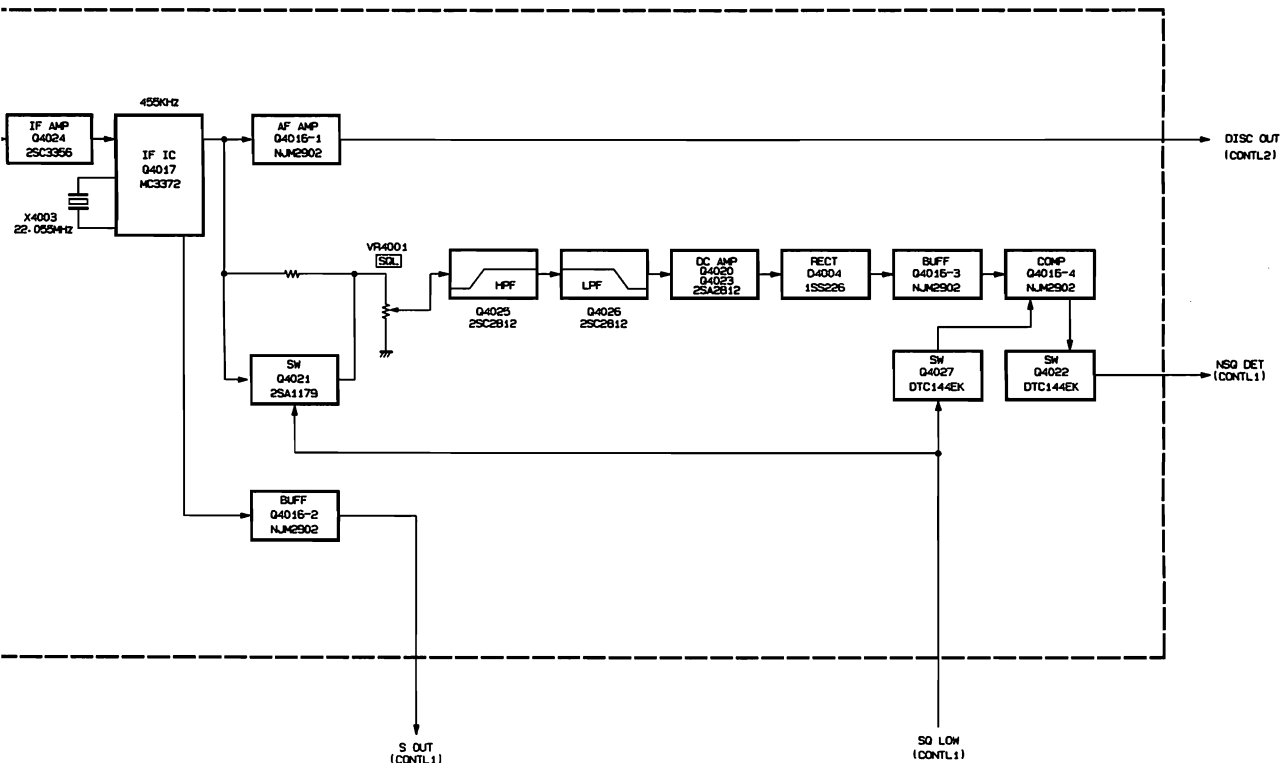 455KHz
IF AMP
Q4024
2SC3356
IF IC
Q4017
MC3372
AF AMP
Q4016-1
NJM2902
DISC OUT
(CONTL2)
X4003
22.055MHz
VR4001
SQL
HPF
Q4025
2SC2812
LPF
Q4026
2SC2812
DC AMP
Q4020
Q4023
2SA2812
RECT
D4004
1SS226
BUFF
Q4016-3
NJM2902
COMP
Q4016-4
NJM2902
SW
Q4021
2SA1179
SW
Q4027
DTC144EK
SW
Q4022
DTC144EK
NSQ DET
(CONTL1)
BUFF
Q4016-2
NJM2902
S OUT
(CONTL1)
SQ LOW
(CONTL1)